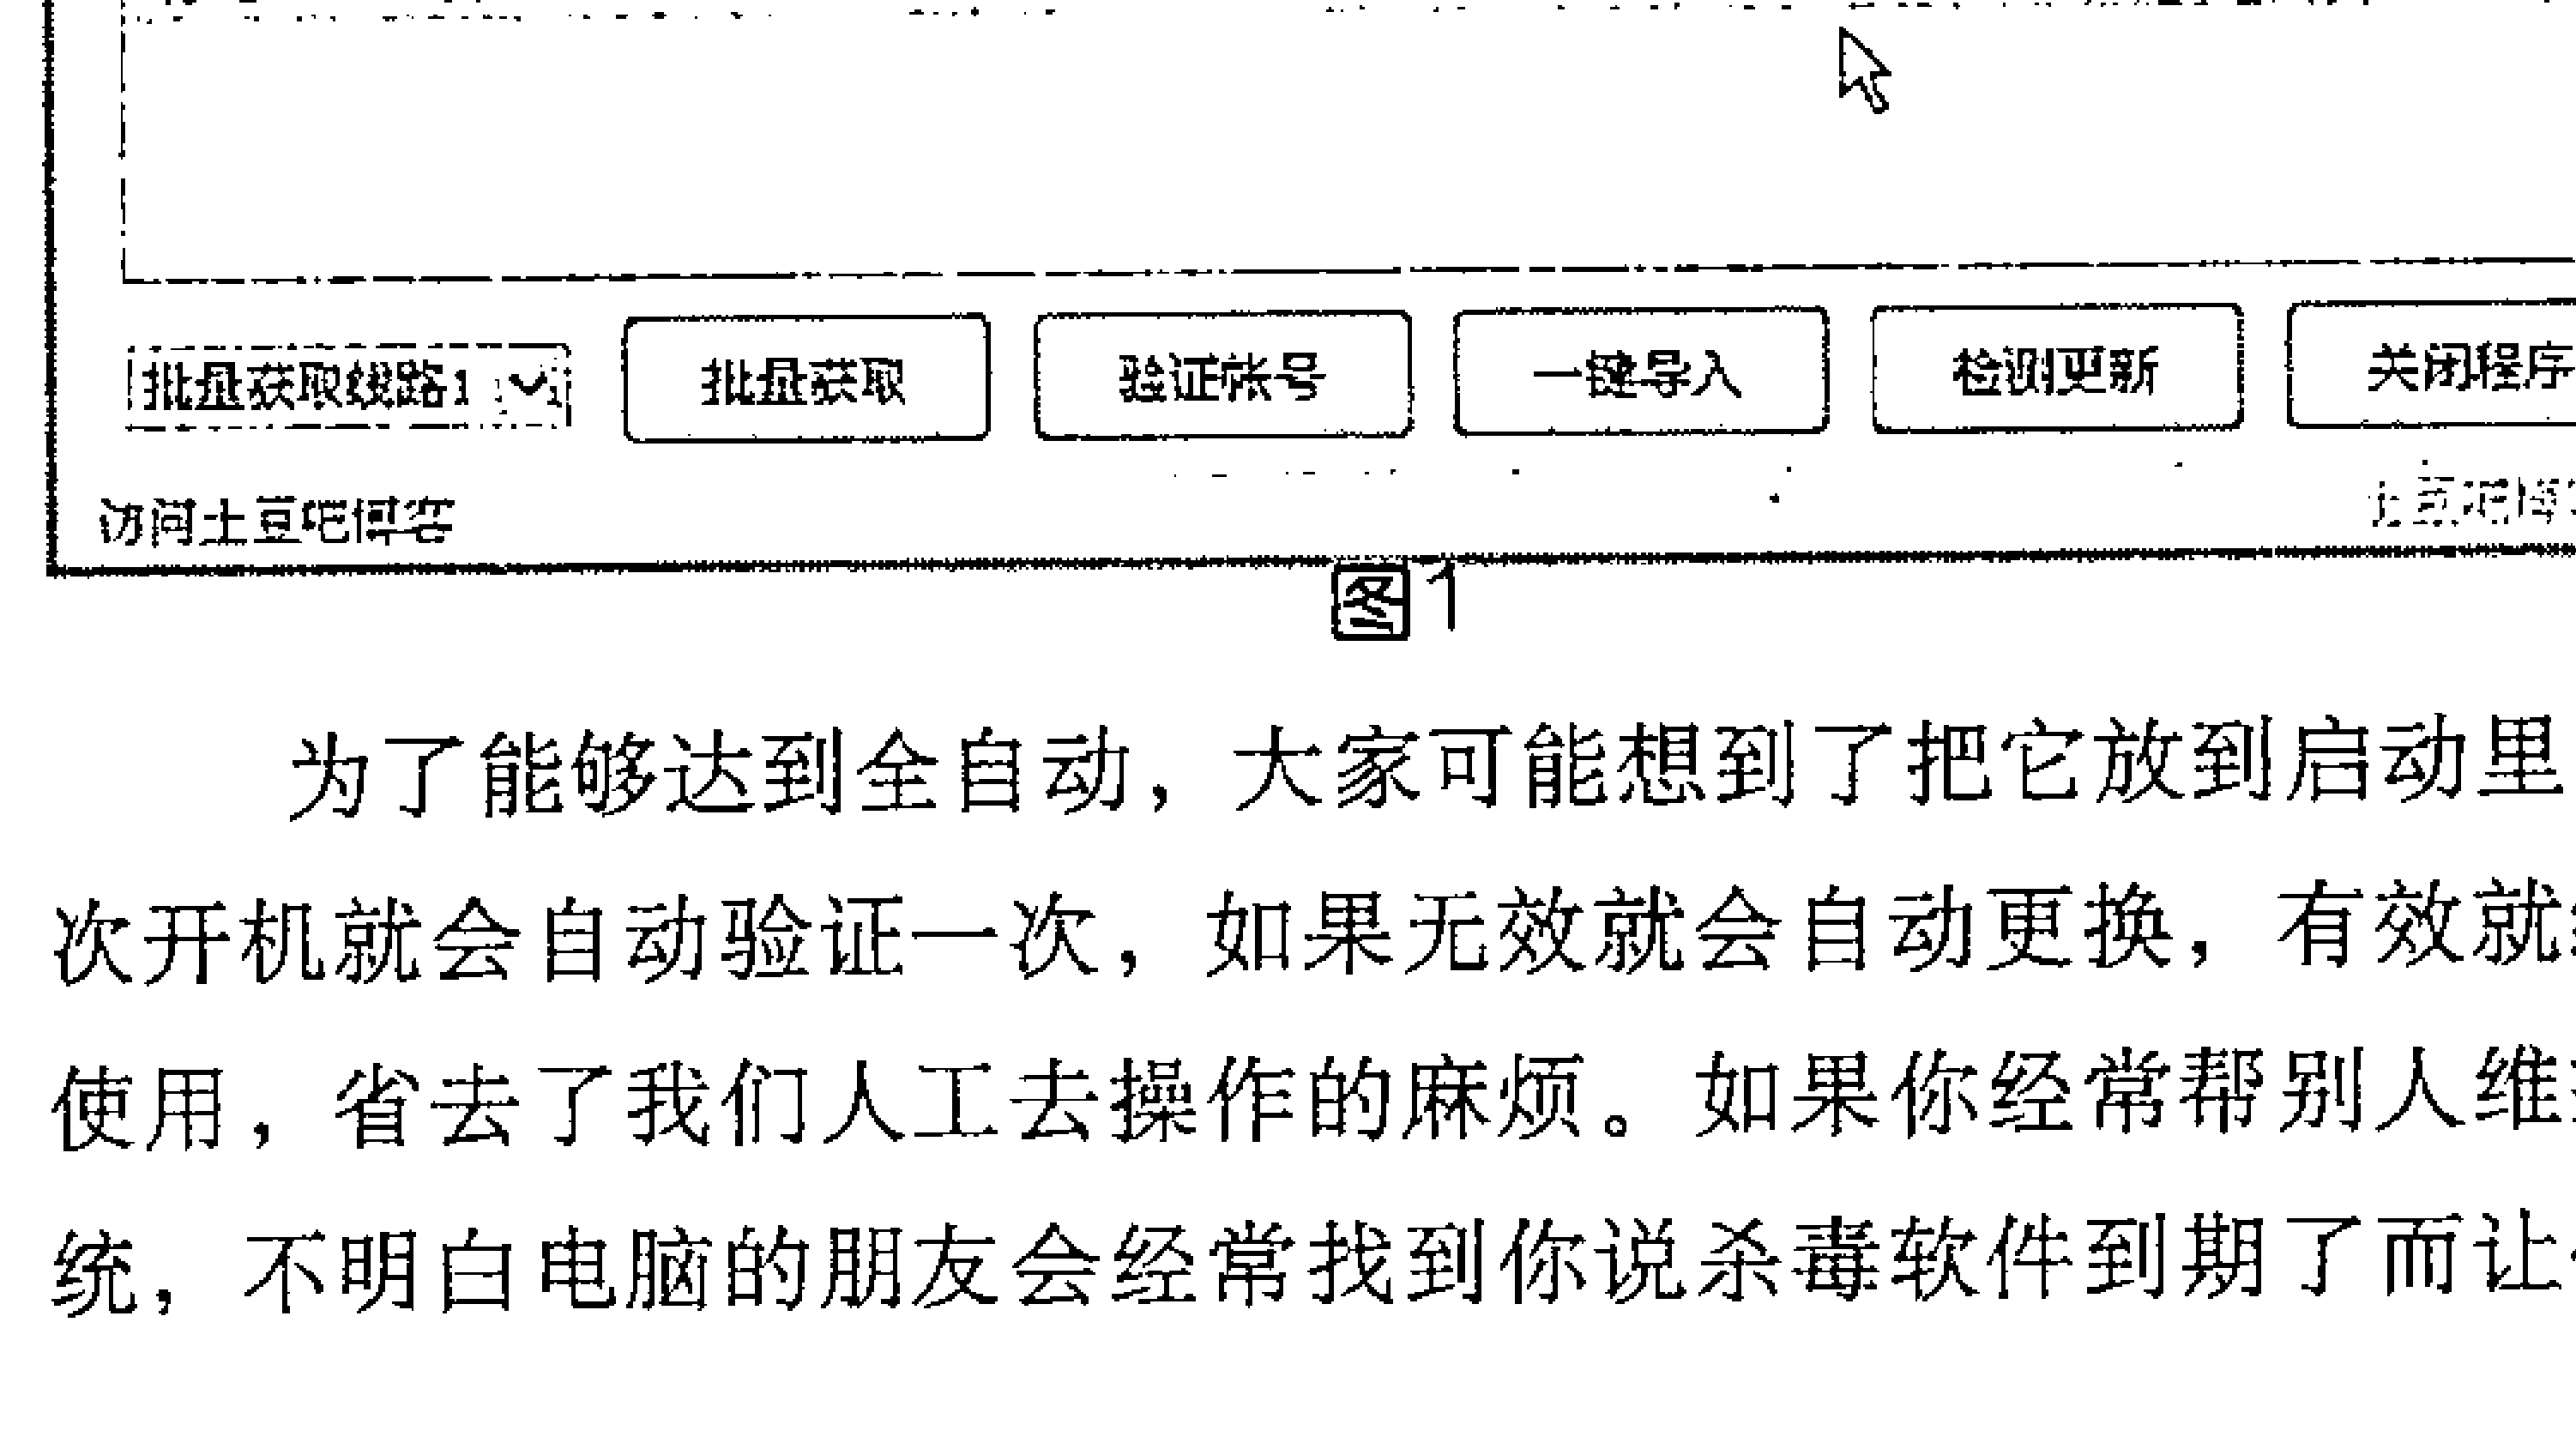 批量获取线路1 批量获取 验证帐号 一键导入 检测更新 关闭程序
访问土豆吧博客 土豆吧博
图1
为了能够达到全自动，大家可能想到了把它放到启动里
次开机就会自动验证一次，如果无效就会自动更换，有效就
使用，省去了我们人工去操作的麻烦。如果你经常帮别人维
统，不明白电脑的朋友会经常找到你说杀毒软件到期了而让